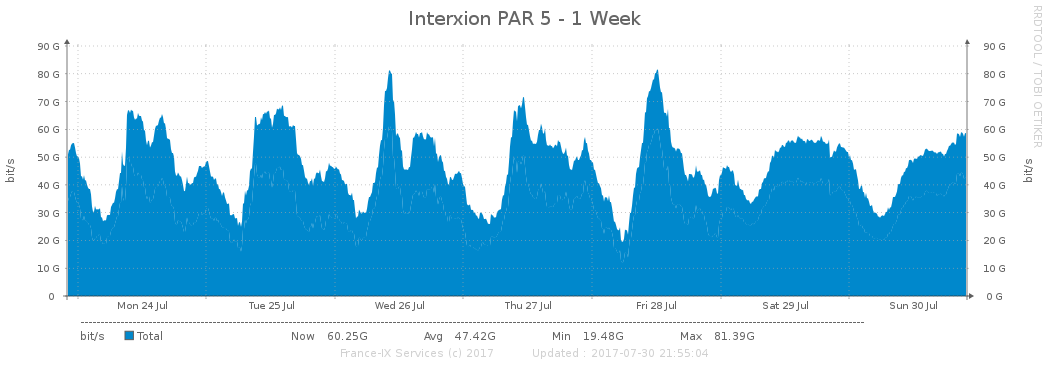 Interxion PAR 5 - 1 Week
RRDTOOL / TOBI OETIKER
90 G 90 G
80 G 80 G
70 G 70 G
60 G 60 G
50 G 50 G
40 G 40 G
30 G 30 G
20 G 20 G
10 G 10 G
0 0 G
bit/s
bit/s
Mon 24 Jul Tue 25 Jul Wed 26 Jul Thu 27 Jul Fri 28 Jul Sat 29 Jul Sun 30 Jul
bit/s Total Now 60.25G Avg 47.42G Min 19.48G Max 81.39G
France-IX Services (c) 2017 Updated : 2017-07-30 21:55:04